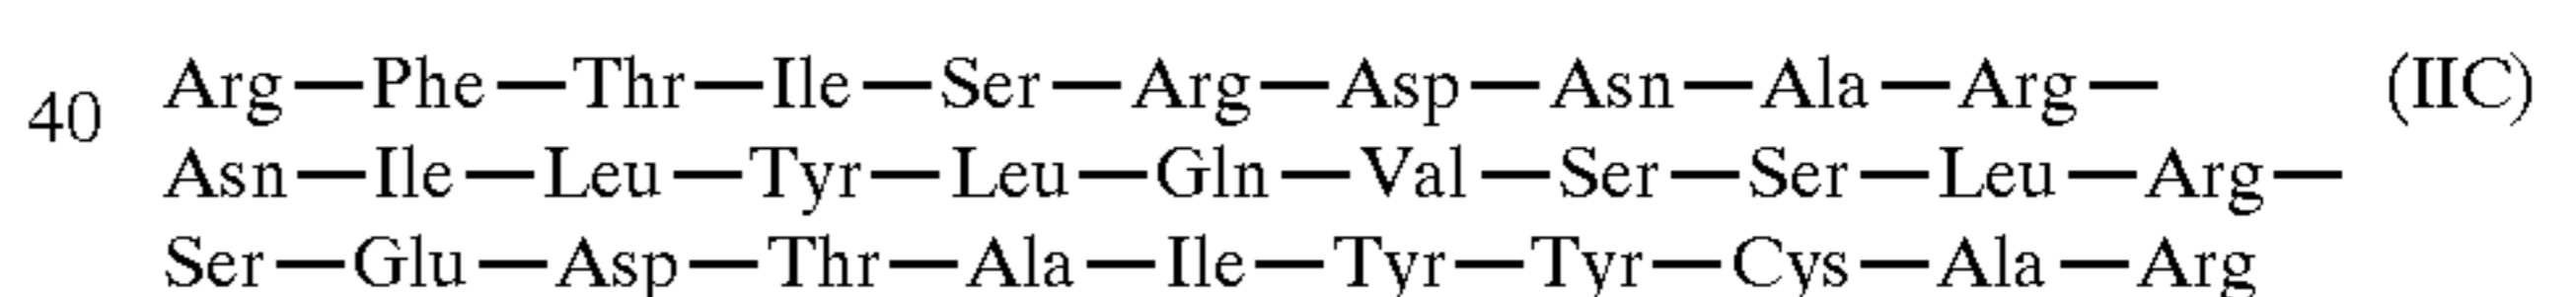 40 Arg—Phe—Thr—Ile—Ser—Arg—Asp—Asn—Ala—Arg— (IIC)
Asn—Ile—Leu—Tyr—Leu—Gln—Val—Ser—Ser—Leu—Arg—
Ser—Glu—Asp—Thr—Ala—Ile—Tyr—Tyr—Cys—Ala—Arg